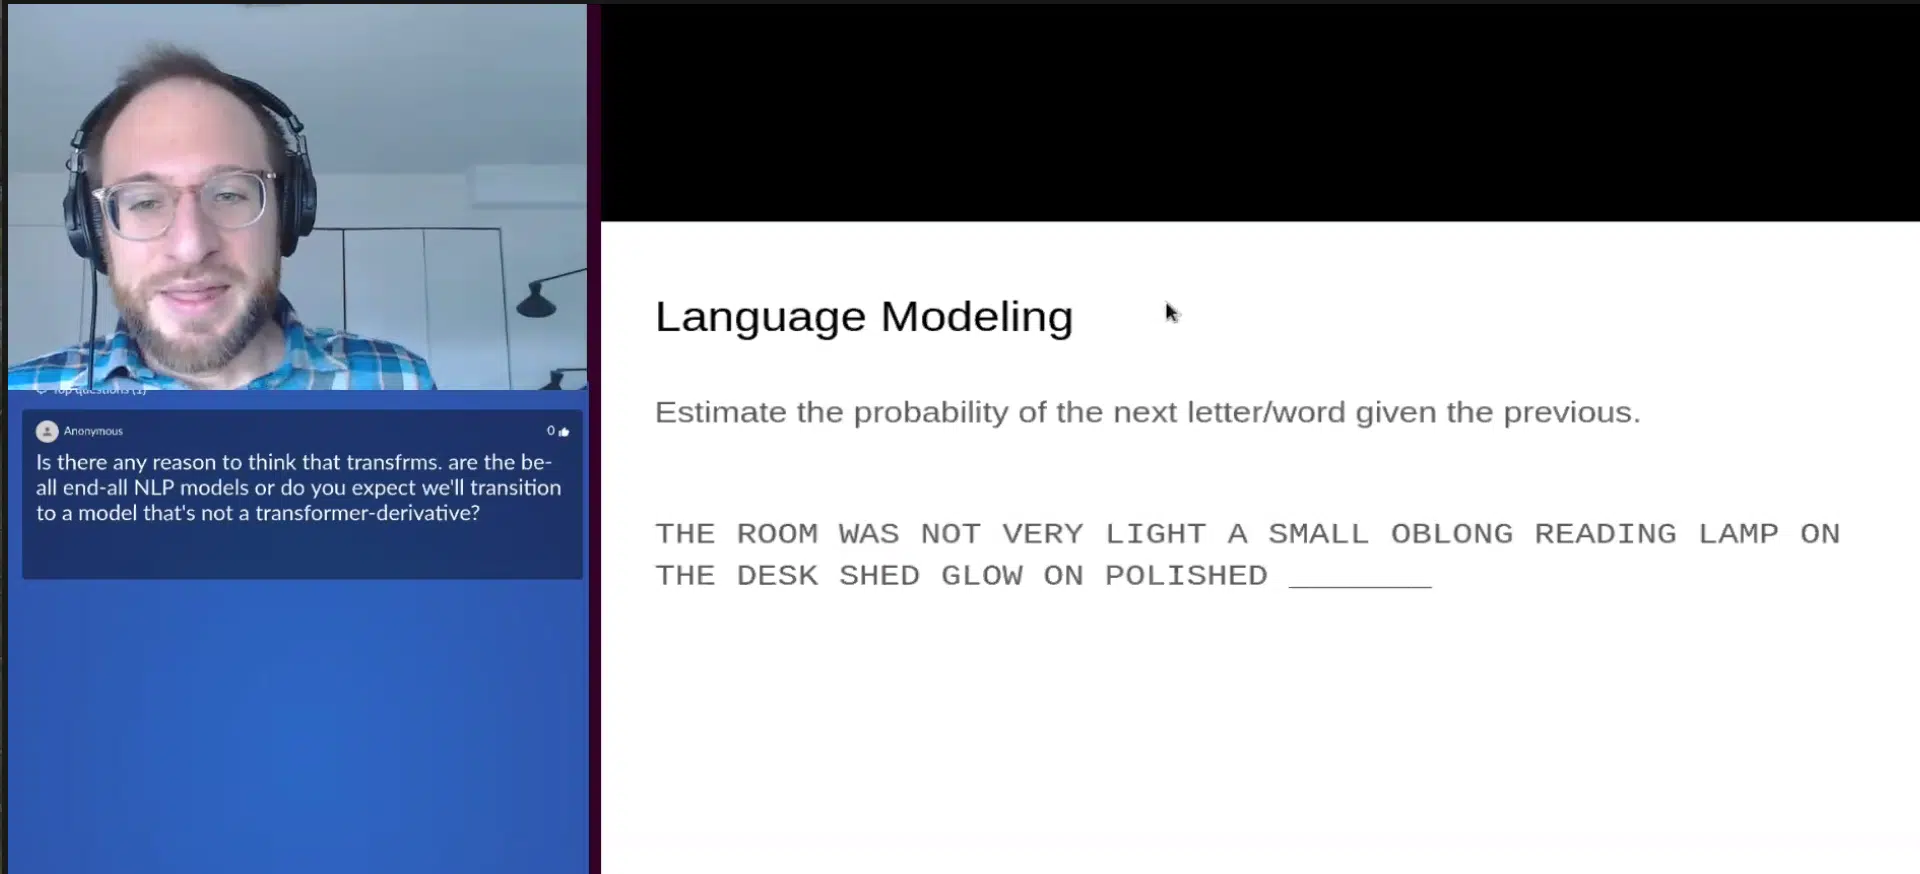 Top questions (1)
Anonymous
0
Is there any reason to think that transfrms. are the be-
all end-all NLP models or do you expect we'll transition
to a model that's not a transformer-derivative?
Language Modeling
Estimate the probability of the next letter/word given the previous.
THE ROOM WAS NOT VERY LIGHT A SMALL OBLONG READING LAMP ON
THE DESK SHED GLOW ON POLISHED ________